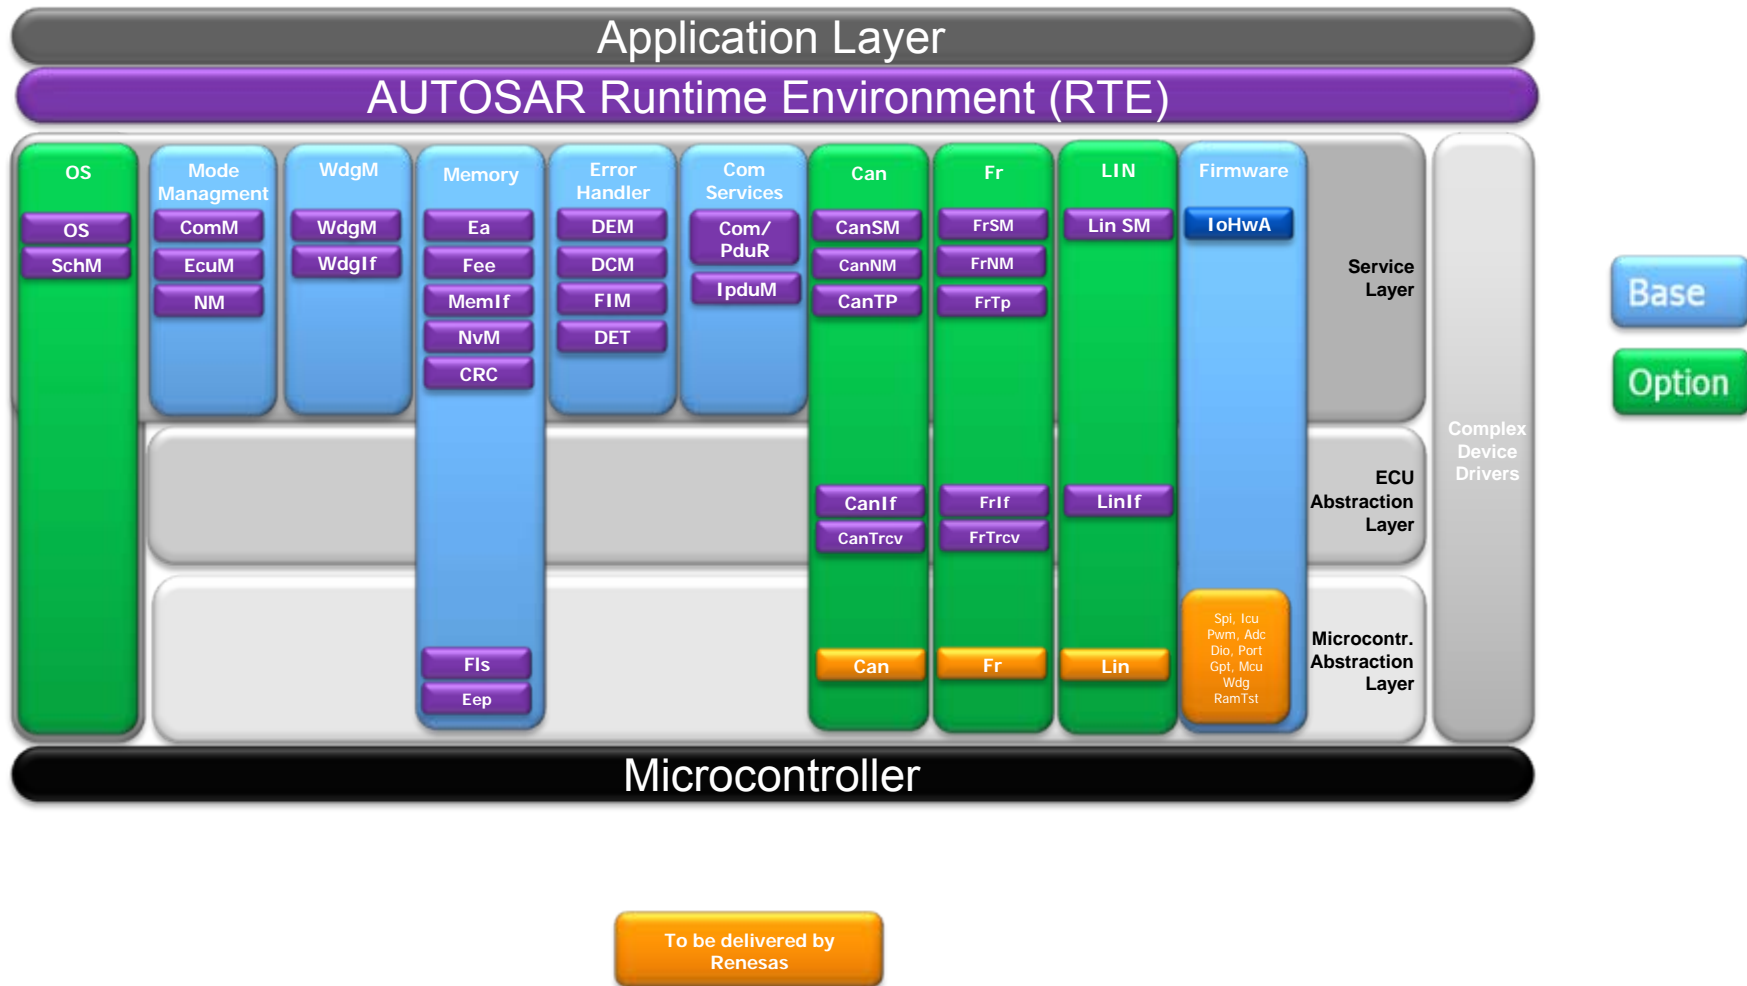 Application Layer
AUTOSAR Runtime Environment (RTE)
OS
OS
SchM
Mode
Managment
ComM
EcuM
NM
WdgM
WdgM
WdgIf
Memory
Ea
Fee
MemIf
NvM
CRC
Fls
Eep
Error
Handler
DEM
DCM
FIM
DET
Com
Services
Com/
PduR
IpduM
Can
CanSM
CanNM
CanTP
CanIf
CanTrcv
Can
Fr
FrSM
FrNM
FrTp
FrIf
FrTrcv
Fr
LIN
Lin SM
LinIf
Lin
Firmware
IoHwA
Spi, Icu
Pwm, Adc
Dio, Port
Gpt, Mcu
Wdg
RamTst
Service
Layer
ECU
Abstraction
Layer
Microcontr.
Abstraction
Layer
Complex
Device
Drivers
Base
Option
Microcontroller
To be delivered by
Renesas